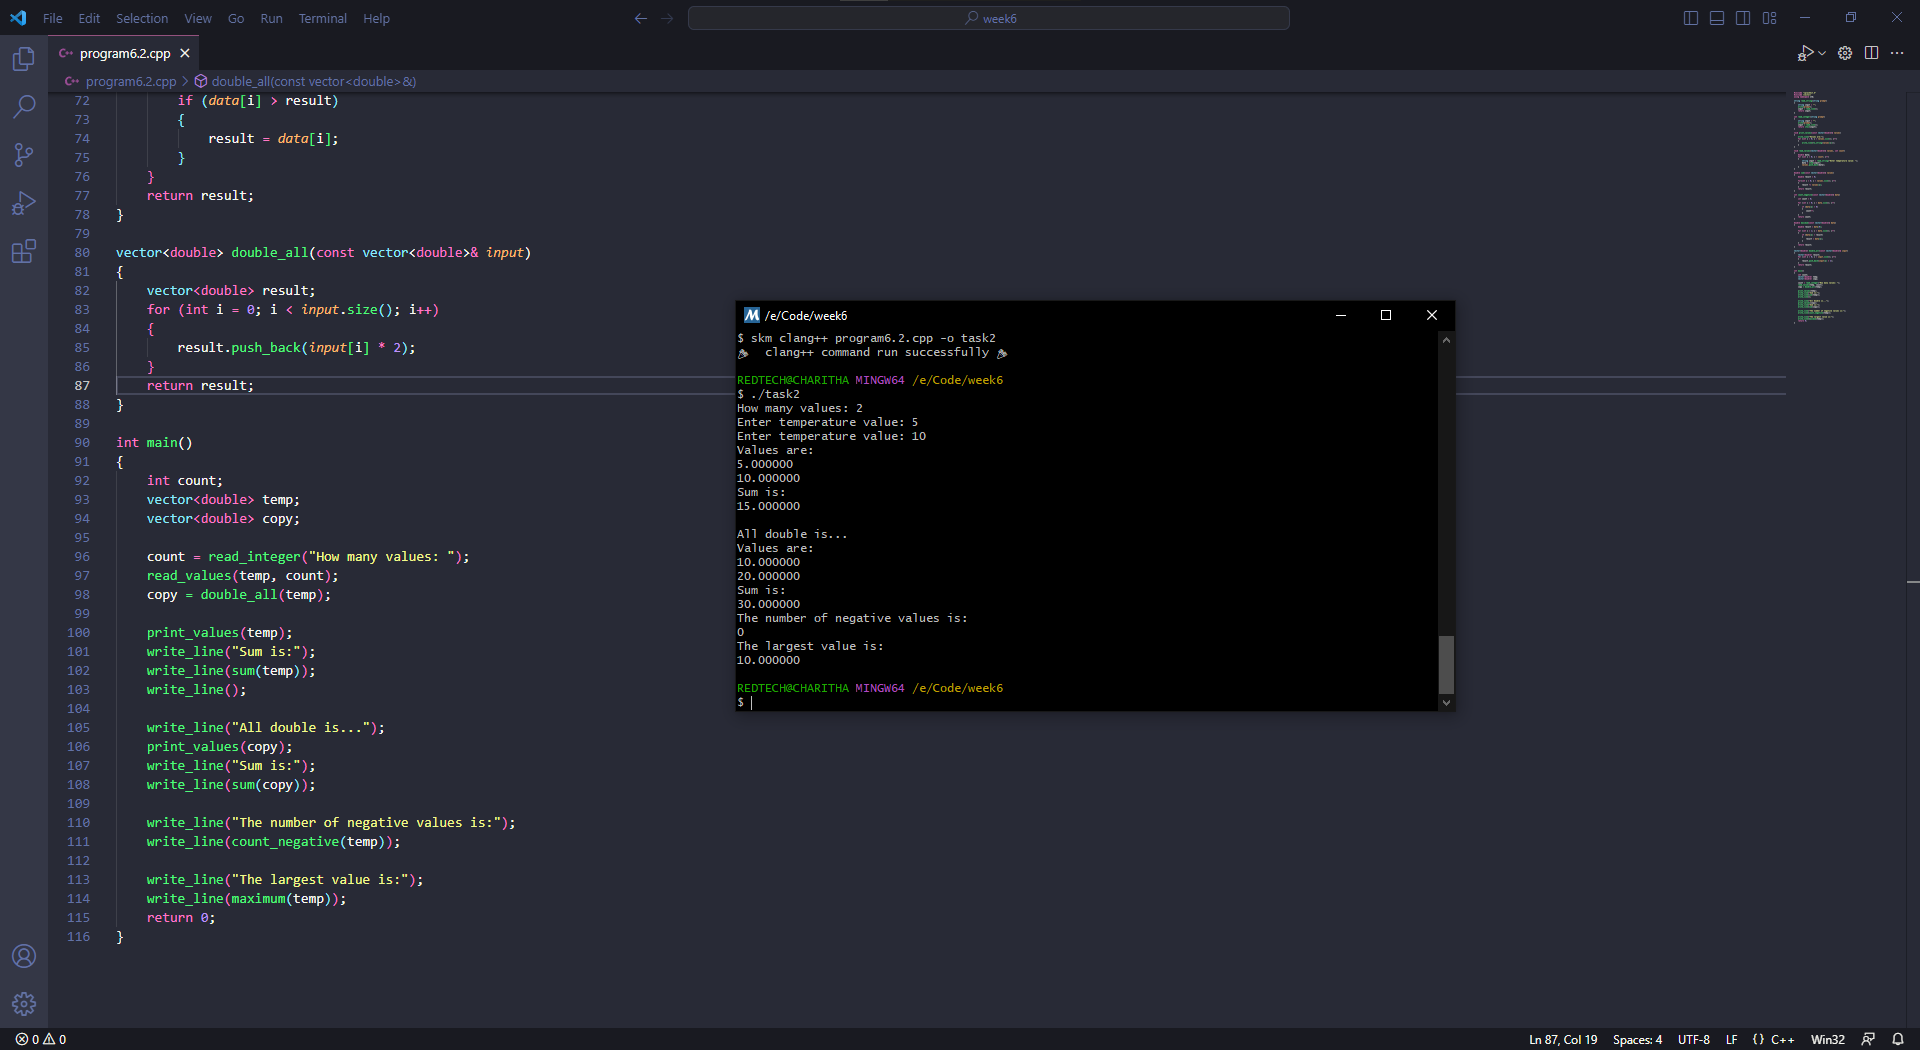 File Edit Selection View Go Run Terminal Help
week6
program6.2.cpp
program6.2.cpp > double_all(const vector<double>&)
72 if (data[i] > result)
73 {
74 result = data[i];
75 }
76 }
77 return result;
78 }
79
80 vector<double> double_all(const vector<double>& input)
81 {
82 vector<double> result;
83 for (int i = 0; i < input.size(); i++)
84 {
85 result.push_back(input[i] * 2);
86 }
87 return result;
88 }
89
90 int main()
91 {
92 int count;
93 vector<double> temp;
94 vector<double> copy;
95
96 count = read_integer("How many values: ");
97 read_values(temp, count);
98 copy = double_all(temp);
99
100 print_values(temp);
101 write_line("Sum is:");
102 write_line(sum(temp));
103 write_line();
104
105 write_line("All double is...");
106 print_values(copy);
107 write_line("Sum is:");
108 write_line(sum(copy));
109
110 write_line("The number of negative values is:");
111 write_line(count_negative(temp));
112
113 write_line("The largest value is:");
114 write_line(maximum(temp));
115 return 0;
116 }
/e/Code/week6
$ skm clang++ program6.2.cpp -o task2
clang++ command run successfully
REDTECH@CHARITHA MINGW64 /e/Code/week6
$ ./task2
How many values: 2
Enter temperature value: 5
Enter temperature value: 10
Values are:
5.000000
10.000000
Sum is:
15.000000
All double is...
Values are:
10.000000
20.000000
Sum is:
30.000000
The number of negative values is:
0
The largest value is:
10.000000
REDTECH@CHARITHA MINGW64 /e/Code/week6
$
0 0
Ln 87, Col 19 Spaces: 4 UTF-8 LF {} C++ Win32